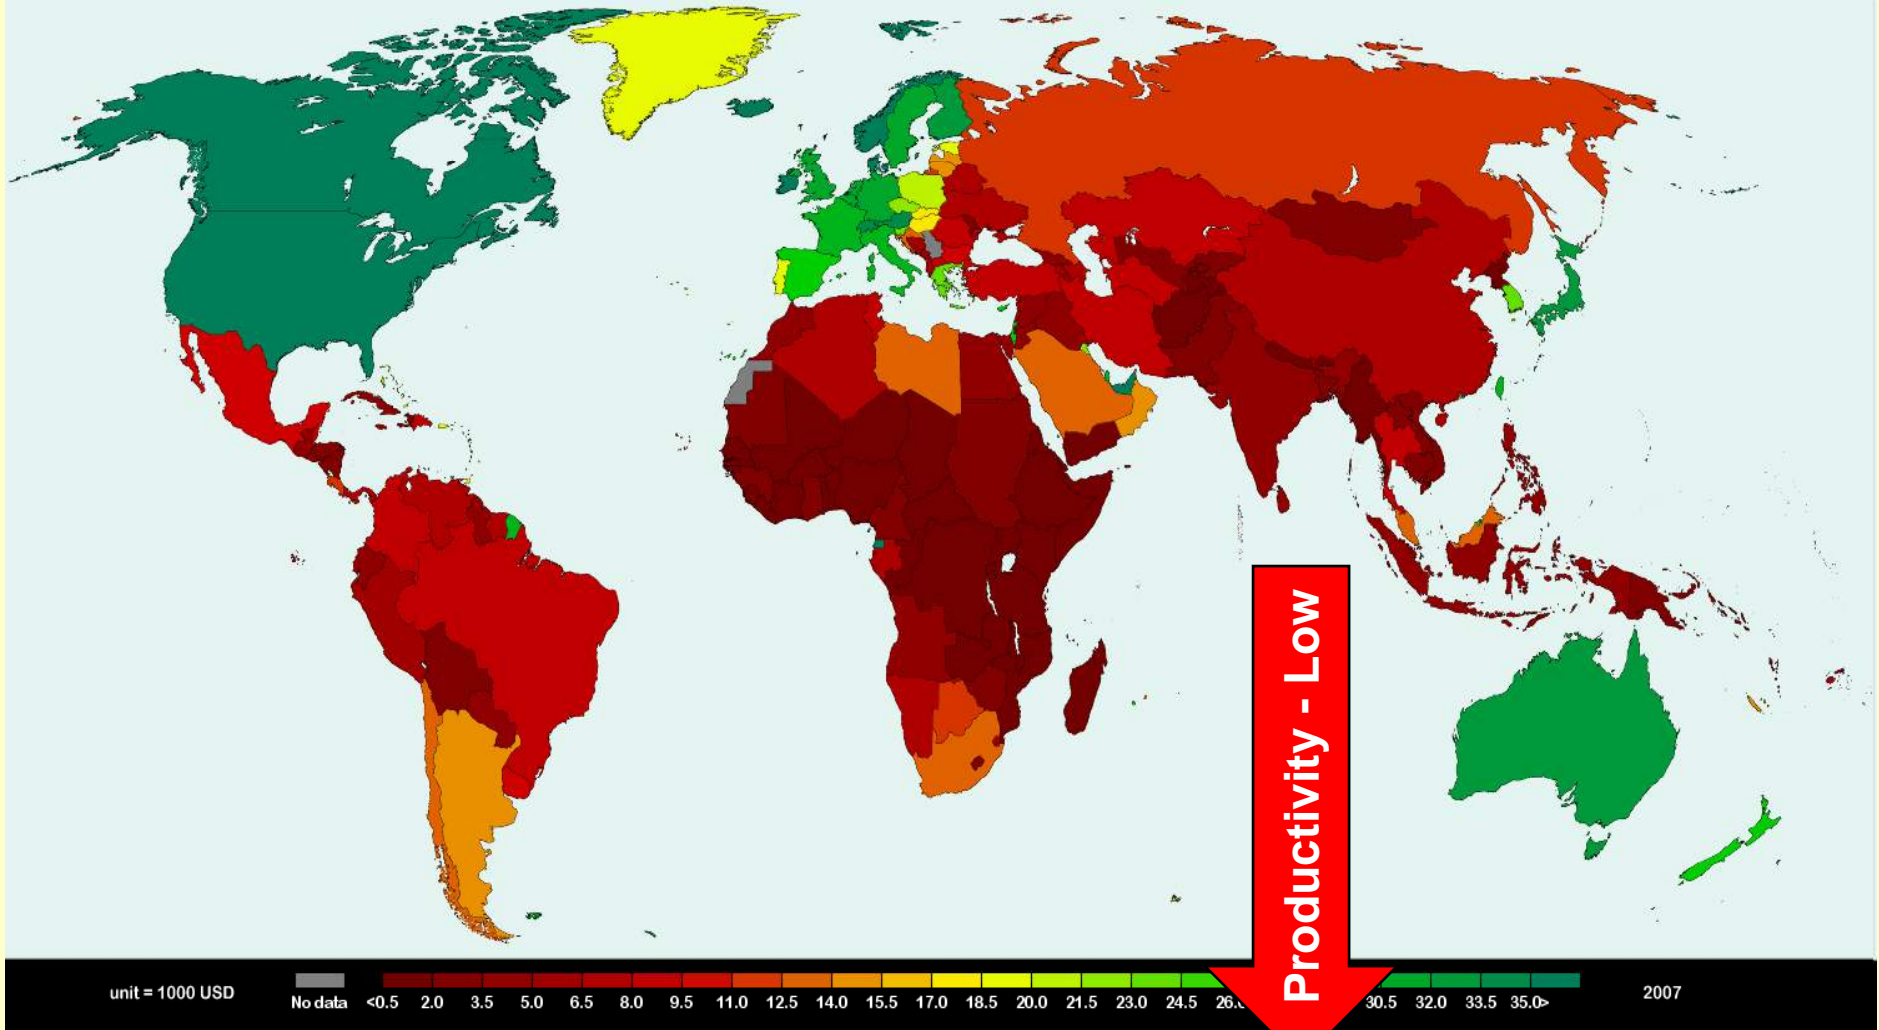 Productivity - Low
unit = 1000 USD
No data <0.5 2.0 3.5 5.0 6.5 8.0 9.5 11.0 12.5 14.0 15.5 17.0 18.5 20.0 21.5 23.0 24.5 30.5 32.0 33.5 35.0>
2007